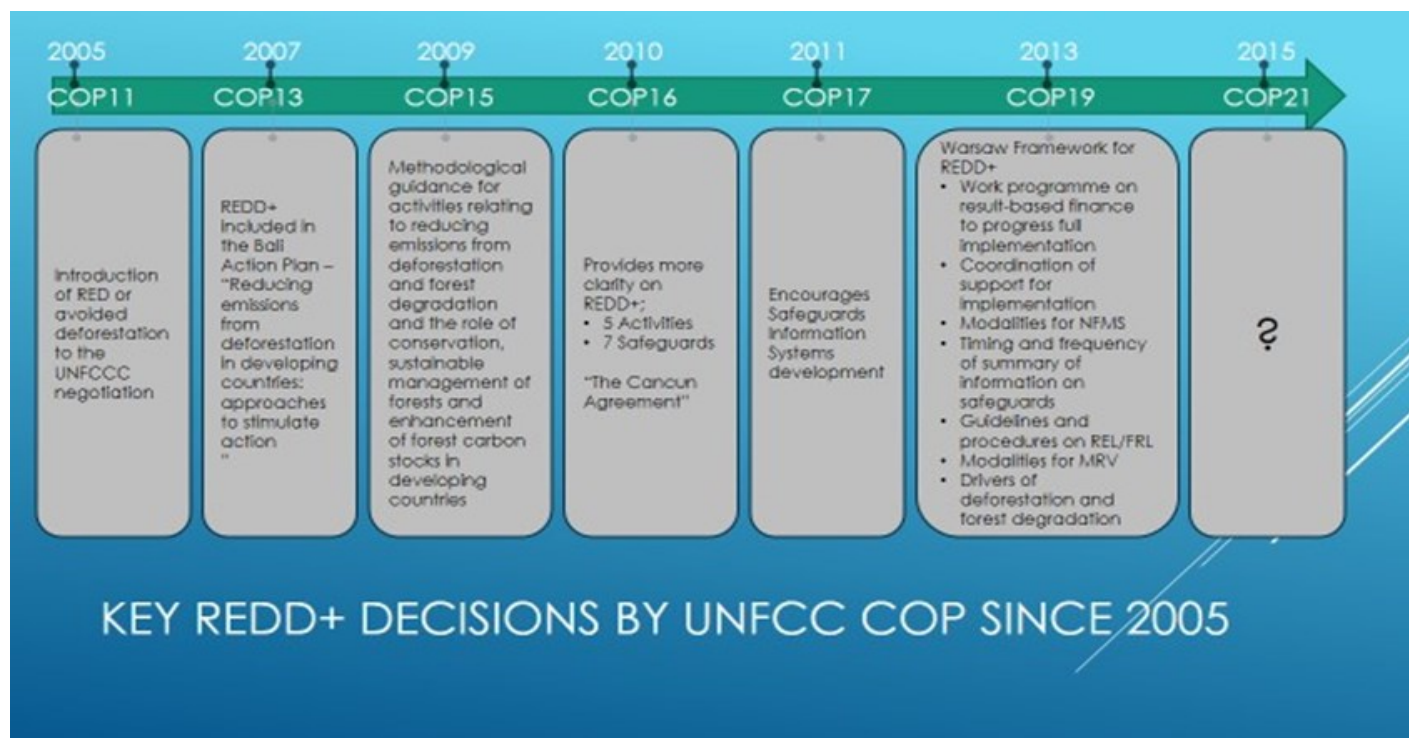 2005
2007
2009
2010
2011
2013
2015
COP11
COP13
COP15
COP16
COP17
COP19
COP21
Introduction
of RED or
avoided
deforestation
to the
UNFCCC
negotiation
REDD+
included in
the Bali
Action Plan –
"Reducing
emissions
from
deforestation
in developing
countries:
approaches
to stimulate
action
"
Methodological
guidance for
activities relating
to reducing
emissions from
deforestation
and forest
degradation
and the role of
conservation,
sustainable
management of
forests and
enhancement
of forest carbon
stocks in
developing
countries
Provides more
clarity on
REDD+;
• 5 Activities
• 7 Safeguards
"The Cancun
Agreement"
Encourages
Safeguards
Information
Systems
development
Warsaw Framework for
REDD+
• Work programme on
result-based finance
to progress full
implementation
• Coordination of
support for
implementation
• Modalities for NFMS
• Timing and frequency
of summary of
information on
safeguards
• Guidelines and
procedures on REL/FRL
• Modalities for MRV
• Drivers of
deforestation and
forest degradation
?
KEY REDD+ DECISIONS BY UNFCC COP SINCE 2005